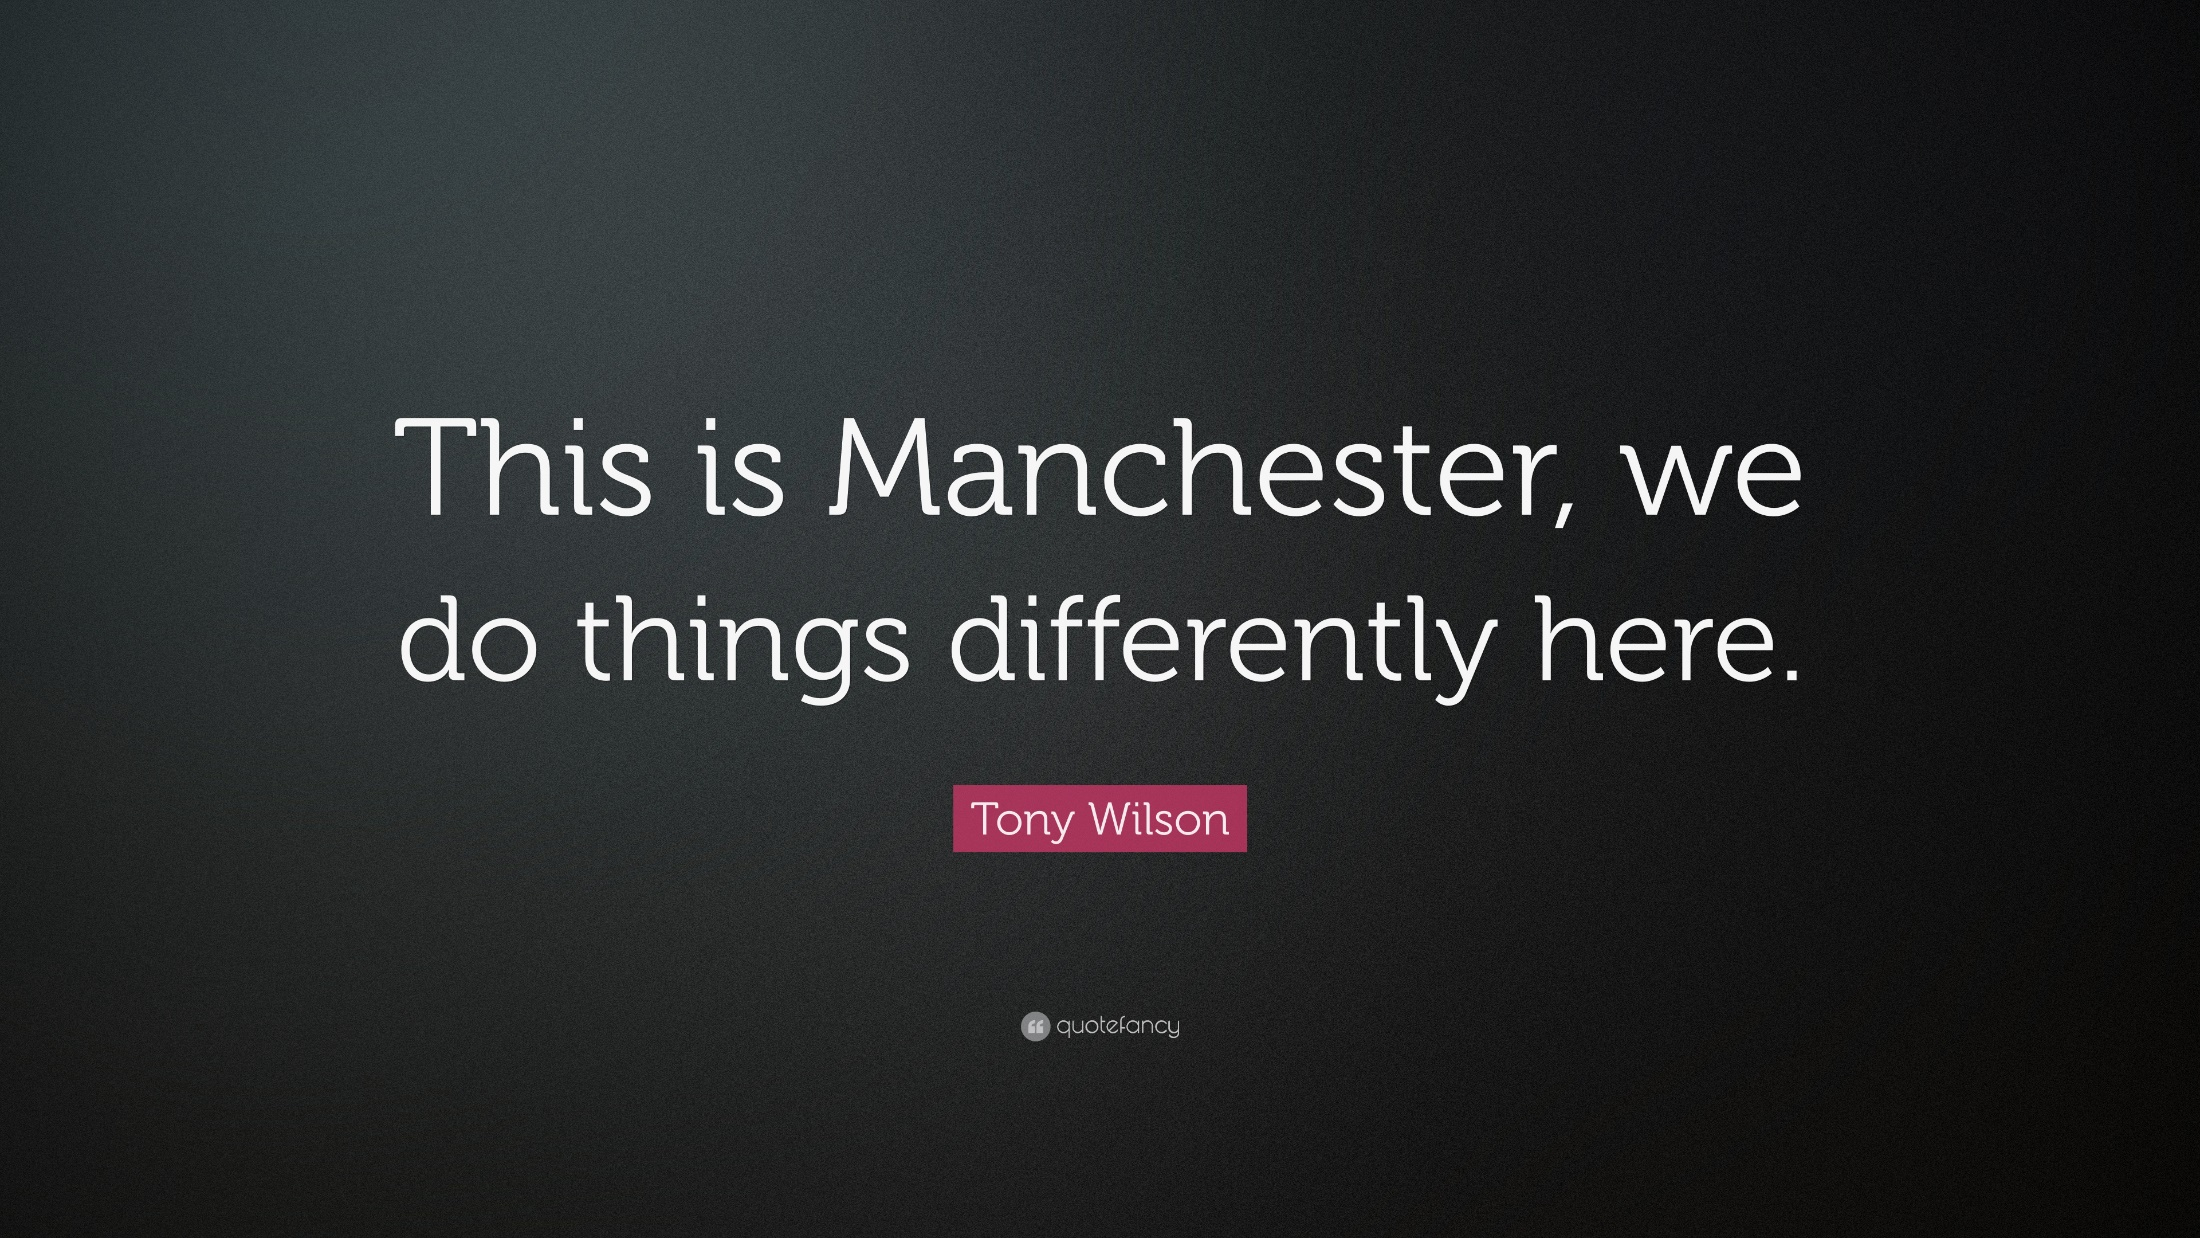 This is Manchester, we
do things differently here.
Tony Wilson
quotefancy